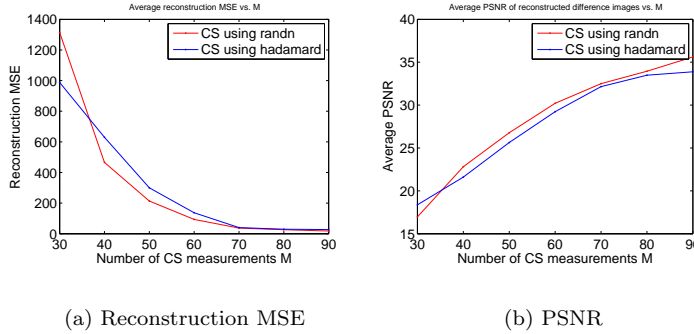 Average reconstruction MSE vs. M
1400
1200
1000
800
600
400
200
0
Reconstruction MSE
CS using randn
CS using hadamard
30 40 50 60 70 80 90
Number of CS measurements M
(a) Reconstruction MSE
Average PSNR of reconstructed difference images vs. M
40
35
30
25
20
15
Average PSNR
CS using randn
CS using hadamard
30 40 50 60 70 80 90
Number of CS measurements M
(b) PSNR